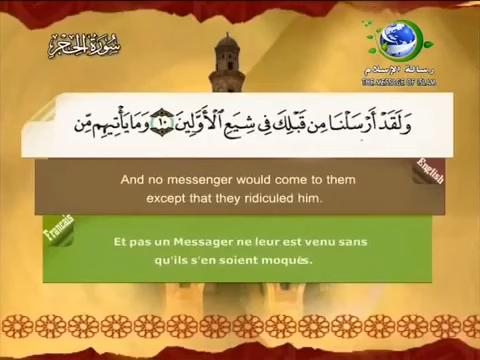 سورة الحجر
رسالة الإسلام
THE MESSAGE OF ISLAM
وَلَقَدْ أَرْسَلْنَا مِن قَبْلِكَ فِي شِيَعِ الْأَوَّلِينَ ١٠ وَمَا يَأْتِيهِم مِّن
English
And no messenger would come to them
except that they ridiculed him.
Francais
Et pas un Messager ne leur est venu sans
qu'ils s'en soient moqués.